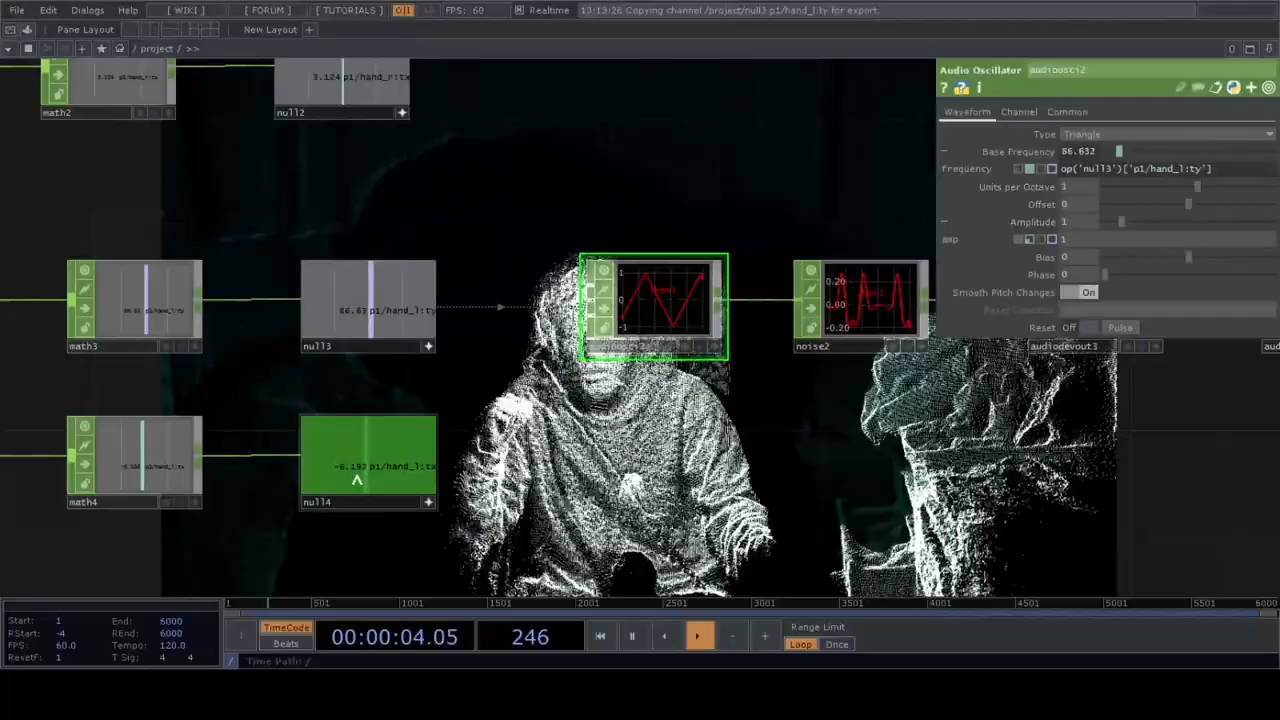 File Edit Dialogs Help [ WIKI ] [ FORUM ] [ TUTORIALS ] O|I FPS: 60 Realtime 13:13:26 Copying channel /project/null3 p1/hand_l:ty for export.
Pane Layout New Layout +
/ project / >>
3.124 p1/hand_r:tx
math2
null2
Audio Oscillator audioosci2
Waveform Channel Common
Type Triangle
Base Frequency 86.632
frequency op('null3')['p1/hand_l:ty']
Units per Octave 1
Offset 0
Amplitude 1
amp 1
Bias 0
Phase 0
Smooth Pitch Changes On
Reset Condition
Reset Off Pulse
math3
p1/hand_l:ty
null3
1
0
-1
audioosci2
0.20
0.00
-0.20
noise2
audiodevout3
aud
math4
p1/hand_l:tx
null4
1 501 1001 1501 2001 2501 3001 3501 4001 4501 5001 5501 6000
Start: 1 End: 6000
RStart: -4 REnd: 6000
FPS: 60.0 Tempo: 120.0
ResetF: 1 T Sig: 4 4
TimeCode
Beats
00:00:04.05
246
Range Limit
Loop Once
/ Time Path: /